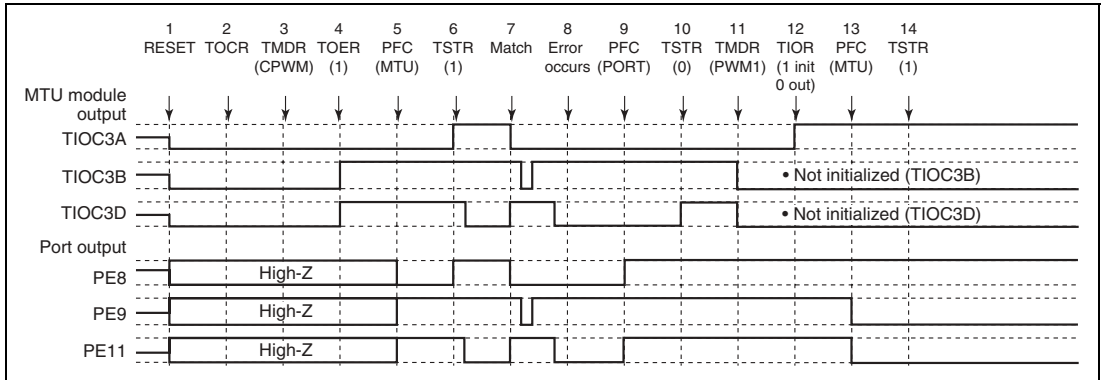 1 2 3 4 5 6 7 8 9 10 11 12 13 14
RESET TOCR TMDR TOER PFC TSTR Match Error PFC TSTR TMDR TIOR PFC TSTR
(CPWM) (1) (MTU) (1) occurs (PORT) (0) (PWM1) (1 init (MTU) (1)
0 out)
MTU module
output
TIOC3A
TIOC3B
• Not initialized (TIOC3B)
TIOC3D
• Not initialized (TIOC3D)
Port output
PE8
High-Z
PE9
High-Z
PE11
High-Z